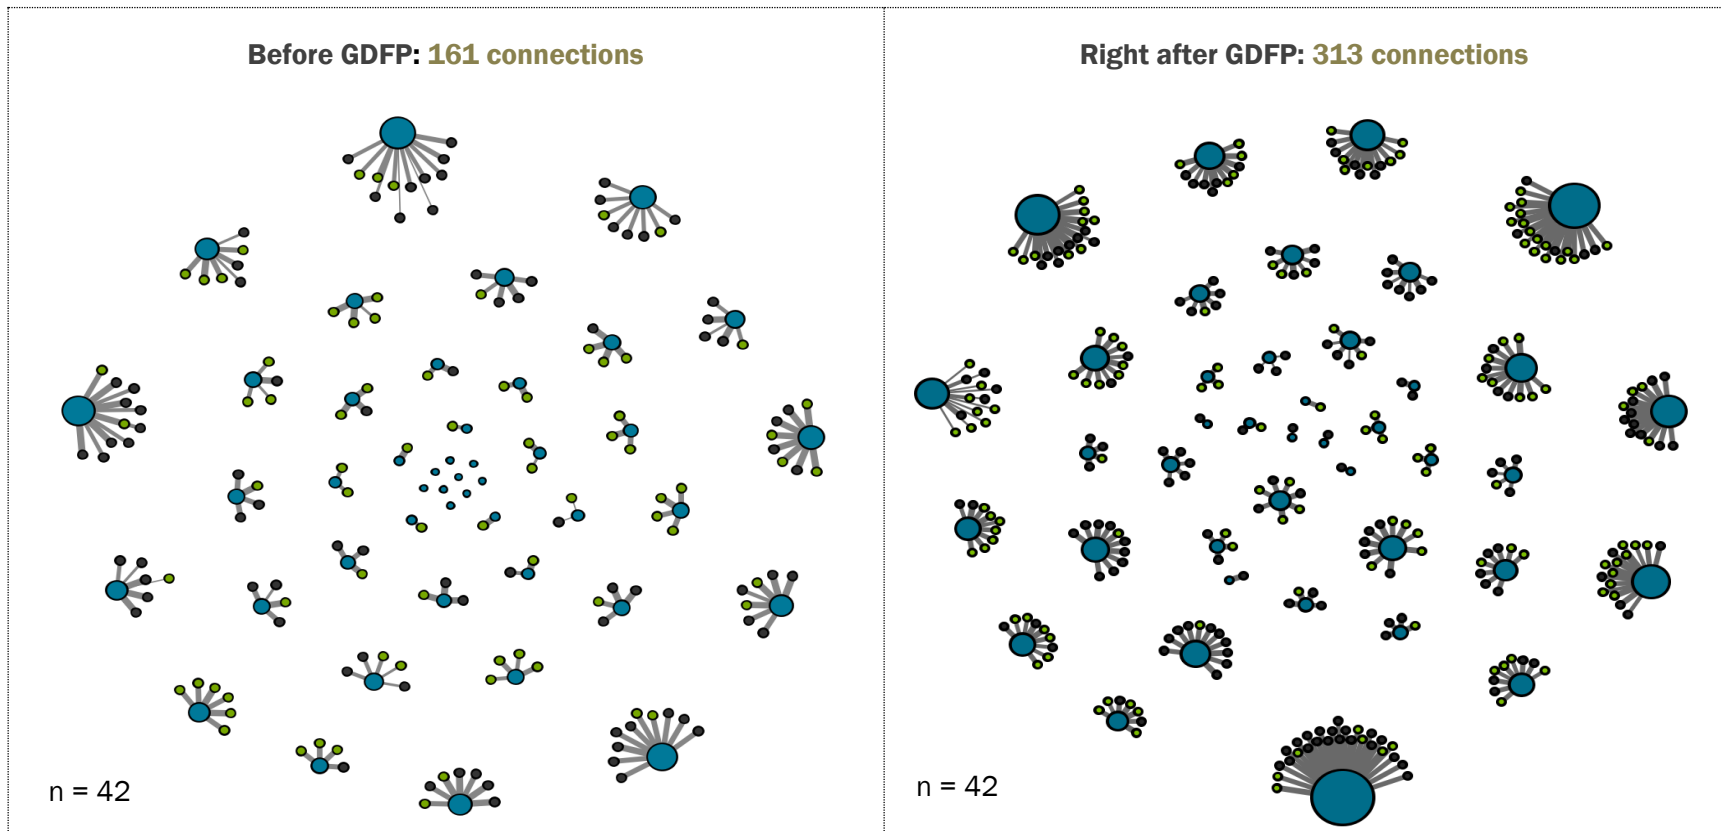 Before GDFP: 161 connections
n = 42
Right after GDFP: 313 connections
n = 42